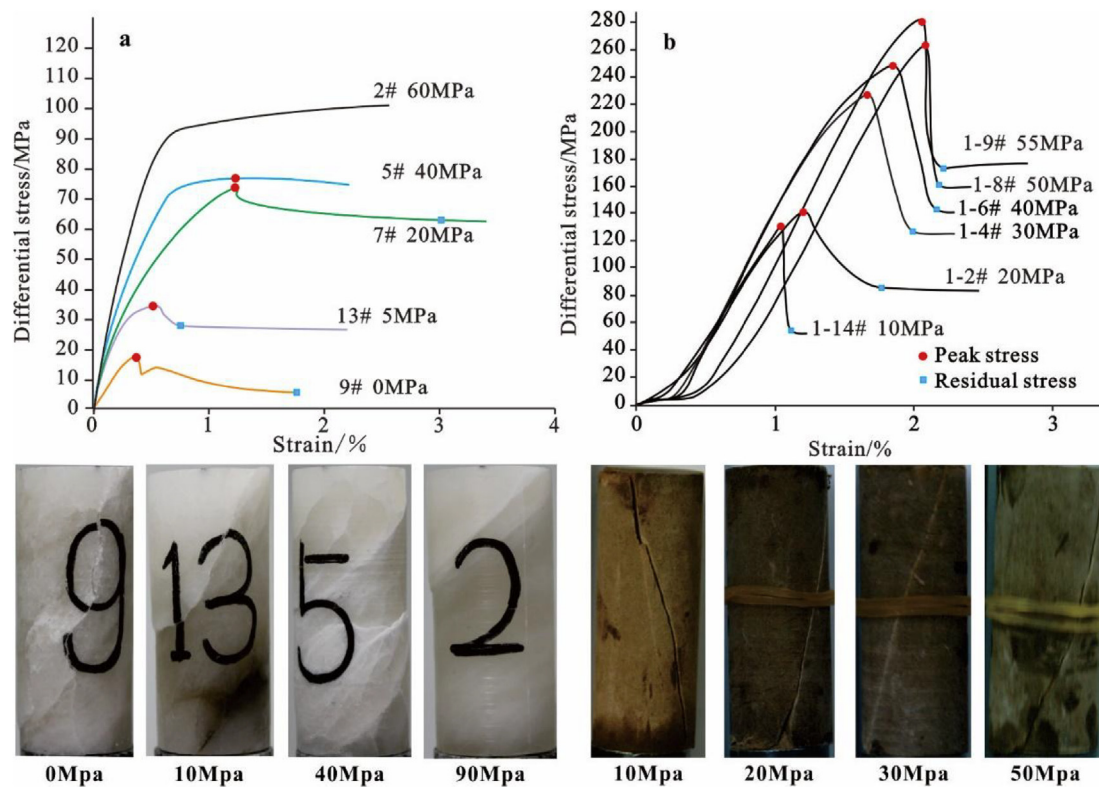 a
Differential stress/MPa
120
110
100
90
80
70
60
50
40
30
20
10
0
2# 60MPa
5# 40MPa
7# 20MPa
13# 5MPa
9# 0MPa
0 1 2 3 4
Strain/%
b
Differential stress/MPa
280
260
240
220
200
180
160
140
120
100
80
60
40
20
0
1-9# 55MPa
1-8# 50MPa
1-6# 40MPa
1-4# 30MPa
1-2# 20MPa
1-14# 10MPa
Peak stress
Residual stress
0 1 2 3
Strain/%
9
13
5
2
0Mpa 10Mpa 40Mpa 90Mpa
10Mpa 20Mpa 30Mpa 50Mpa